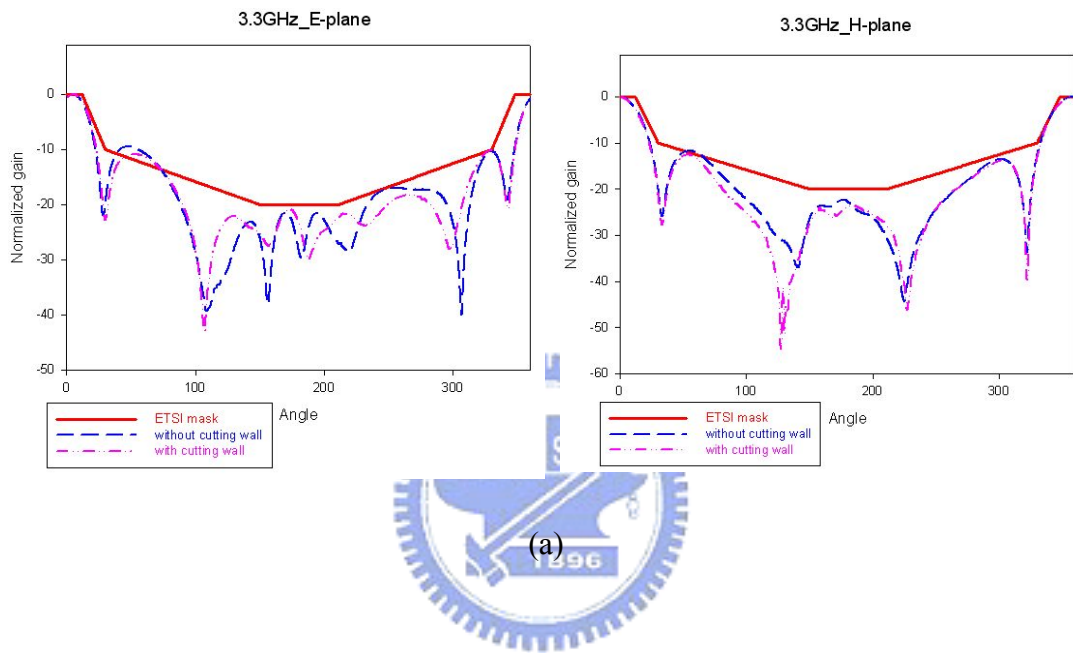 3.3GHz_E-plane
Normalized gain
0
-10
-20
-30
-40
-50
0
100
200
300
Angle
ETSI mask
without cutting wall
with cutting wall
3.3GHz_H-plane
Normalized gain
0
-10
-20
-30
-40
-50
-60
0
100
200
300
Angle
ETSI mask
without cutting wall
with cutting wall
(a)
1896